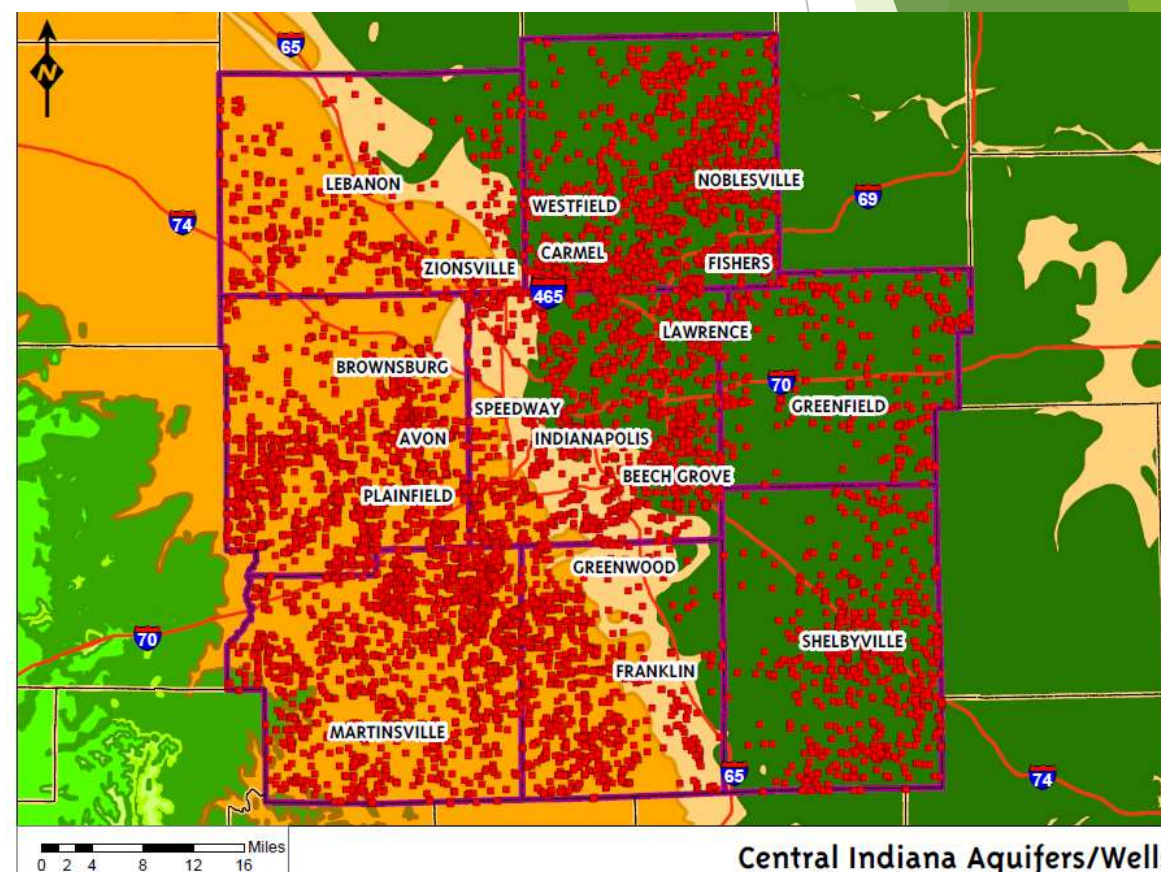 N
65
LEBANON
NOBLESVILLE
74
WESTFIELD
69
CARMEL
ZIONSVILLE
FISHERS
465
LAWRENCE
BROWNSBURG
70
SPEEDWAY
GREENFIELD
AVON
INDIANAPOLIS
BEECH GROVE
PLAINFIELD
GREENWOOD
70
SHELBYVILLE
FRANKLIN
MARTINSVILLE
65
74
Miles
0 2 4 8 12 16
Central Indiana Aquifers/Well